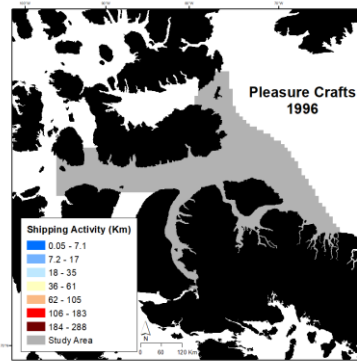 Pleasure Crafts
1996
Shipping Activity (Km)
0.05 - 7.1
7.2 - 17
18 - 35
36 - 61
62 - 105
106 - 183
184 - 288
Study Area
N
60
120 Km